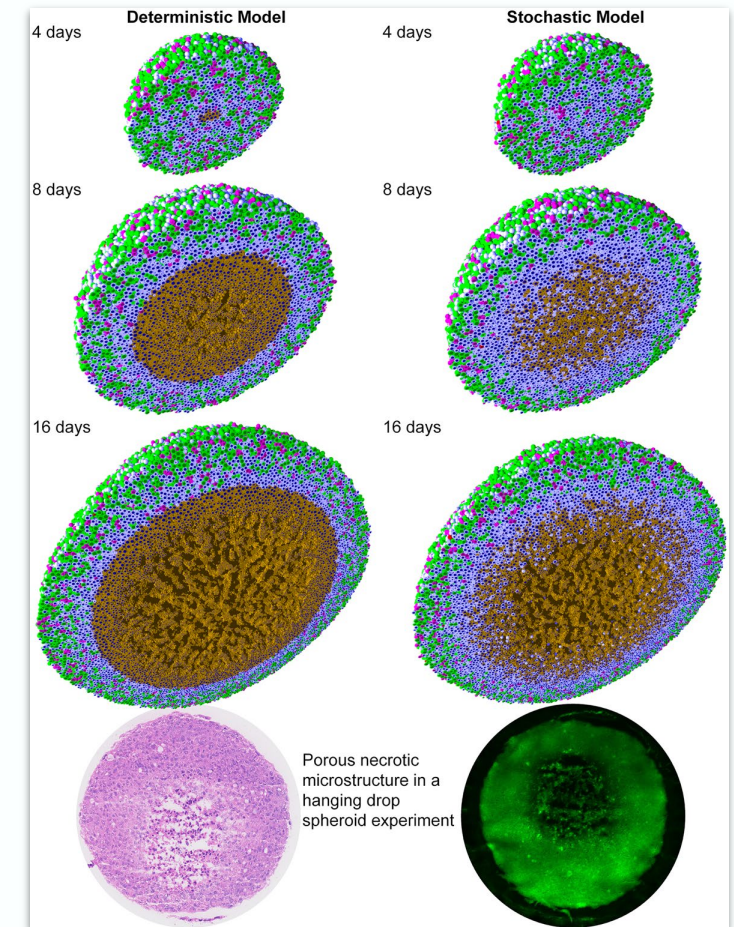 Deterministic Model
Stochastic Model
4 days
4 days
8 days
8 days
16 days
16 days
Porous necrotic
microstructure in a
hanging drop
spheroid experiment